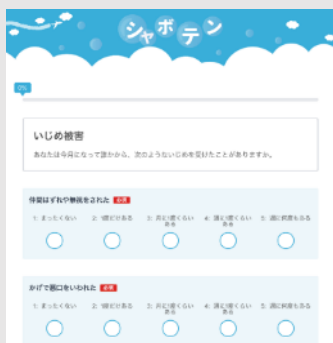 シャボテン
0%
いじめ被害
あなたは今月になって誰かから、次のようないじめを受けたことがありますか。
仲間はずれや無視をされた 必須
1: まったくない 2: 1度だけある 3: 月に1度くらいある 4: 週に1度くらいある 5: 週に何度もある
かげで悪口をいわれた 必須
1: まったくない 2: 1度だけある 3: 月に1度くらいある 4: 週に1度くらいある 5: 週に何度もある